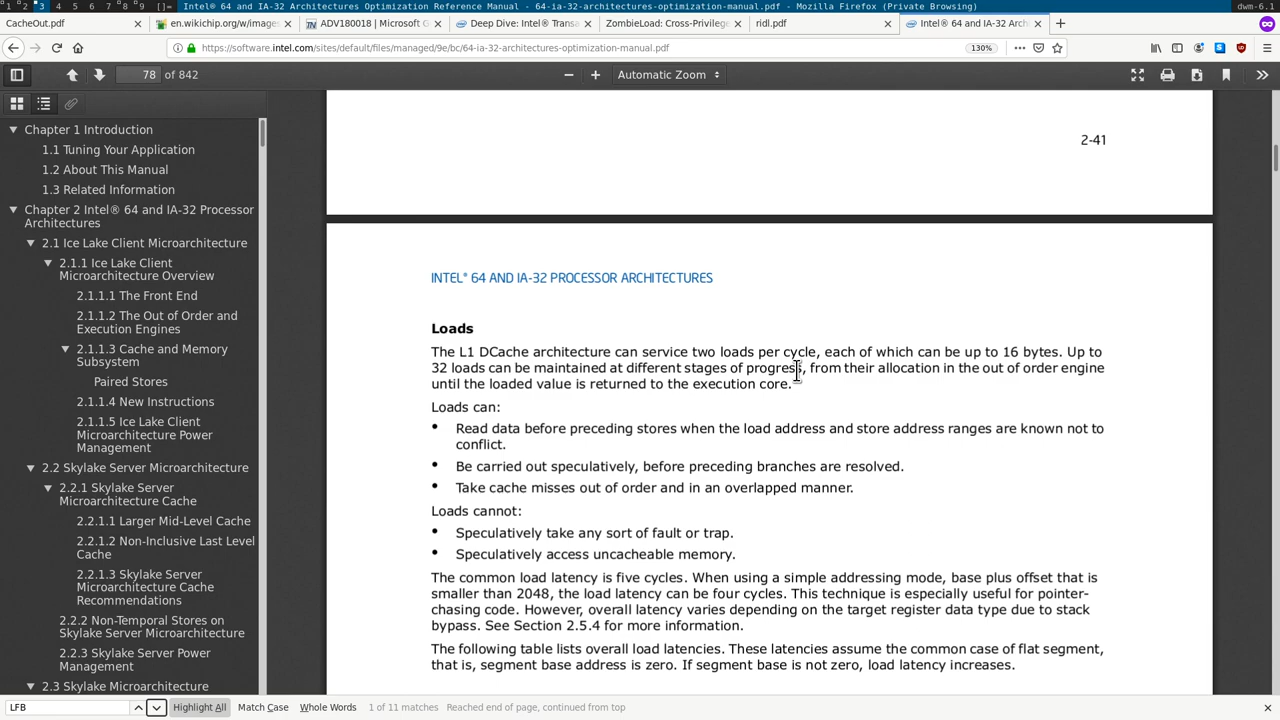 1 2 3 4 5 6 7 8 9 []= Intel® 64 and IA-32 Architectures Optimization Reference Manual - 64-ia-32-architectures-optimization-manual.pdf - Mozilla Firefox (Private Browsing) dwm-6.1
CacheOut.pdf en.wikichip.org/w/images ADV180018 | Microsoft G Deep Dive: Intel® Transa ZombieLoad: Cross-Privilege ridl.pdf Intel® 64 and IA-32 Arch
https://software.intel.com/sites/default/files/managed/9e/bc/64-ia-32-architectures-optimization-manual.pdf 130%
78 of 842 Automatic Zoom
Chapter 1 Introduction
1.1 Tuning Your Application
1.2 About This Manual
1.3 Related Information
Chapter 2 Intel® 64 and IA-32 Processor
Architectures
2.1 Ice Lake Client Microarchitecture
2.1.1 Ice Lake Client
Microarchitecture Overview
2.1.1.1 The Front End
2.1.1.2 The Out of Order and
Execution Engines
2.1.1.3 Cache and Memory
Subsystem
Paired Stores
2.1.1.4 New Instructions
2.1.1.5 Ice Lake Client
Microarchitecture Power
Management
2.2 Skylake Server Microarchitecture
2.2.1 Skylake Server
Microarchitecture Cache
2.2.1.1 Larger Mid-Level Cache
2.2.1.2 Non-Inclusive Last Level
Cache
2.2.1.3 Skylake Server
Microarchitecture Cache
Recommendations
2.2.2 Non-Temporal Stores on
Skylake Server Microarchitecture
2.2.3 Skylake Server Power
Management
2.3 Skylake Microarchitecture
2-41
INTEL® 64 AND IA-32 PROCESSOR ARCHITECTURES
Loads
The L1 DCache architecture can service two loads per cycle, each of which can be up to 16 bytes. Up to
32 loads can be maintained at different stages of progress, from their allocation in the out of order engine
until the loaded value is returned to the execution core.
Loads can:
• Read data before preceding stores when the load address and store address ranges are known not to
conflict.
• Be carried out speculatively, before preceding branches are resolved.
• Take cache misses out of order and in an overlapped manner.
Loads cannot:
• Speculatively take any sort of fault or trap.
• Speculatively access uncacheable memory.
The common load latency is five cycles. When using a simple addressing mode, base plus offset that is
smaller than 2048, the load latency can be four cycles. This technique is especially useful for pointer-
chasing code. However, overall latency varies depending on the target register data type due to stack
bypass. See Section 2.5.4 for more information.
The following table lists overall load latencies. These latencies assume the common case of flat segment,
that is, segment base address is zero. If segment base is not zero, load latency increases.
LFB Highlight All Match Case Whole Words 1 of 11 matches Reached end of page, continued from top